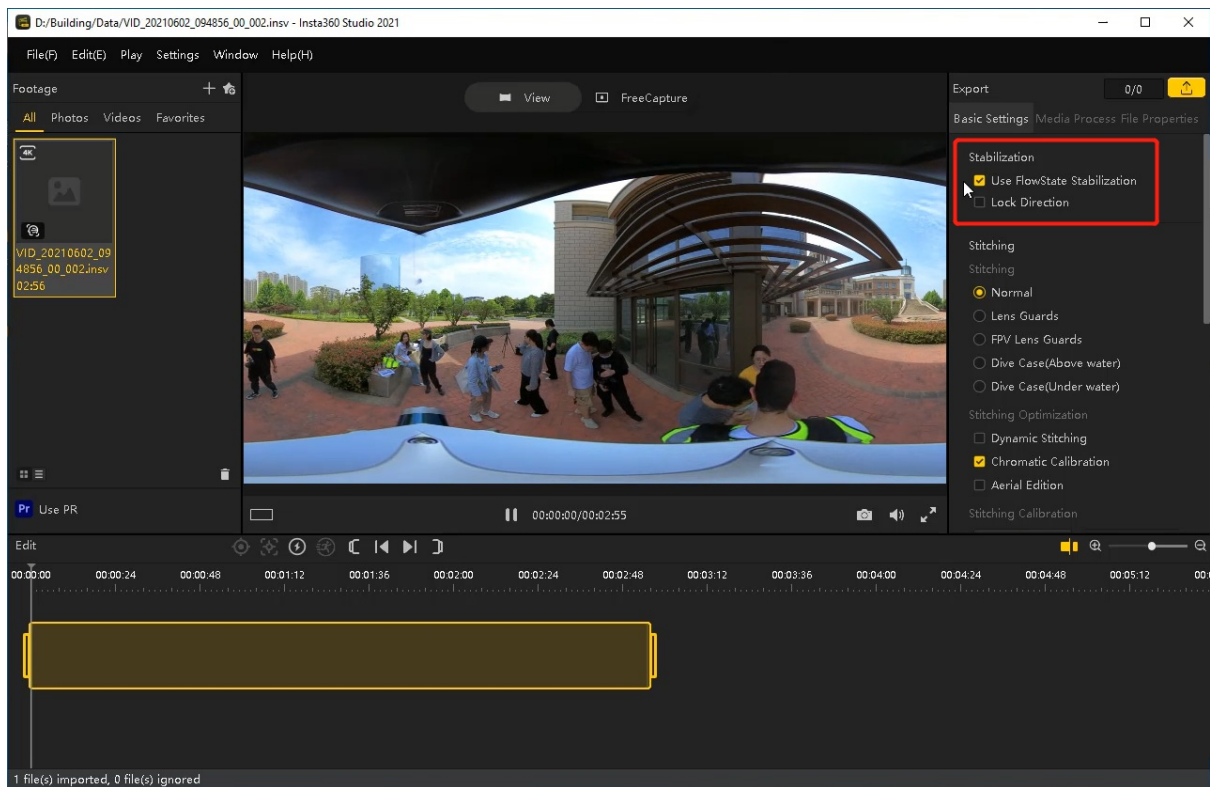 D:/Building/Data/VID_20210602_094856_00_002.insv - Insta360 Studio 2021
File(F) Edit(E) Play Settings Window Help(H)
Footage
All Photos Videos Favorites
4K
VID_20210602_09
4856_00_002.insv
02:56
Pr Use PR
View FreeCapture
00:00:00/00:02:55
Export 0/0
Basic Settings Media Process File Properties
Stabilization
Use FlowState Stabilization
Lock Direction
Stitching
Stitching
Normal
Lens Guards
FPV Lens Guards
Dive Case(Above water)
Dive Case(Under water)
Stitching Optimization
Dynamic Stitching
Chromatic Calibration
Aerial Edition
Stitching Calibration
Edit
00:00:00 00:00:24 00:00:48 00:01:12 00:01:36 00:02:00 00:02:24 00:02:48 00:03:12 00:03:36 00:04:00 00:04:24 00:04:48 00:05:12 00:
1 file(s) imported, 0 file(s) ignored